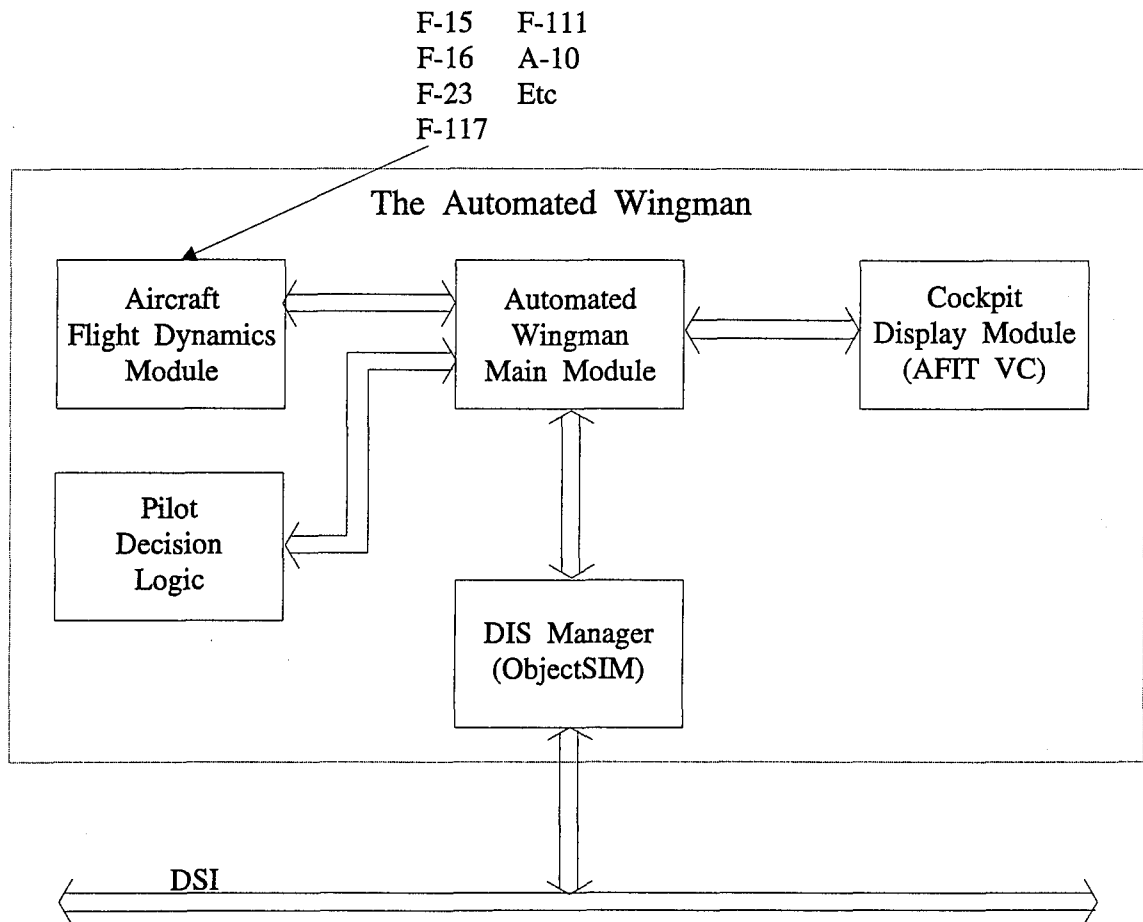 F-15 F-111
F-16 A-10
F-23 Etc
F-117
The Automated Wingman
Aircraft
Flight Dynamics
Module
Automated
Wingman
Main Module
Cockpit
Display Module
(AFIT VC)
Pilot
Decision
Logic
DIS Manager
(ObjectSIM)
DSI